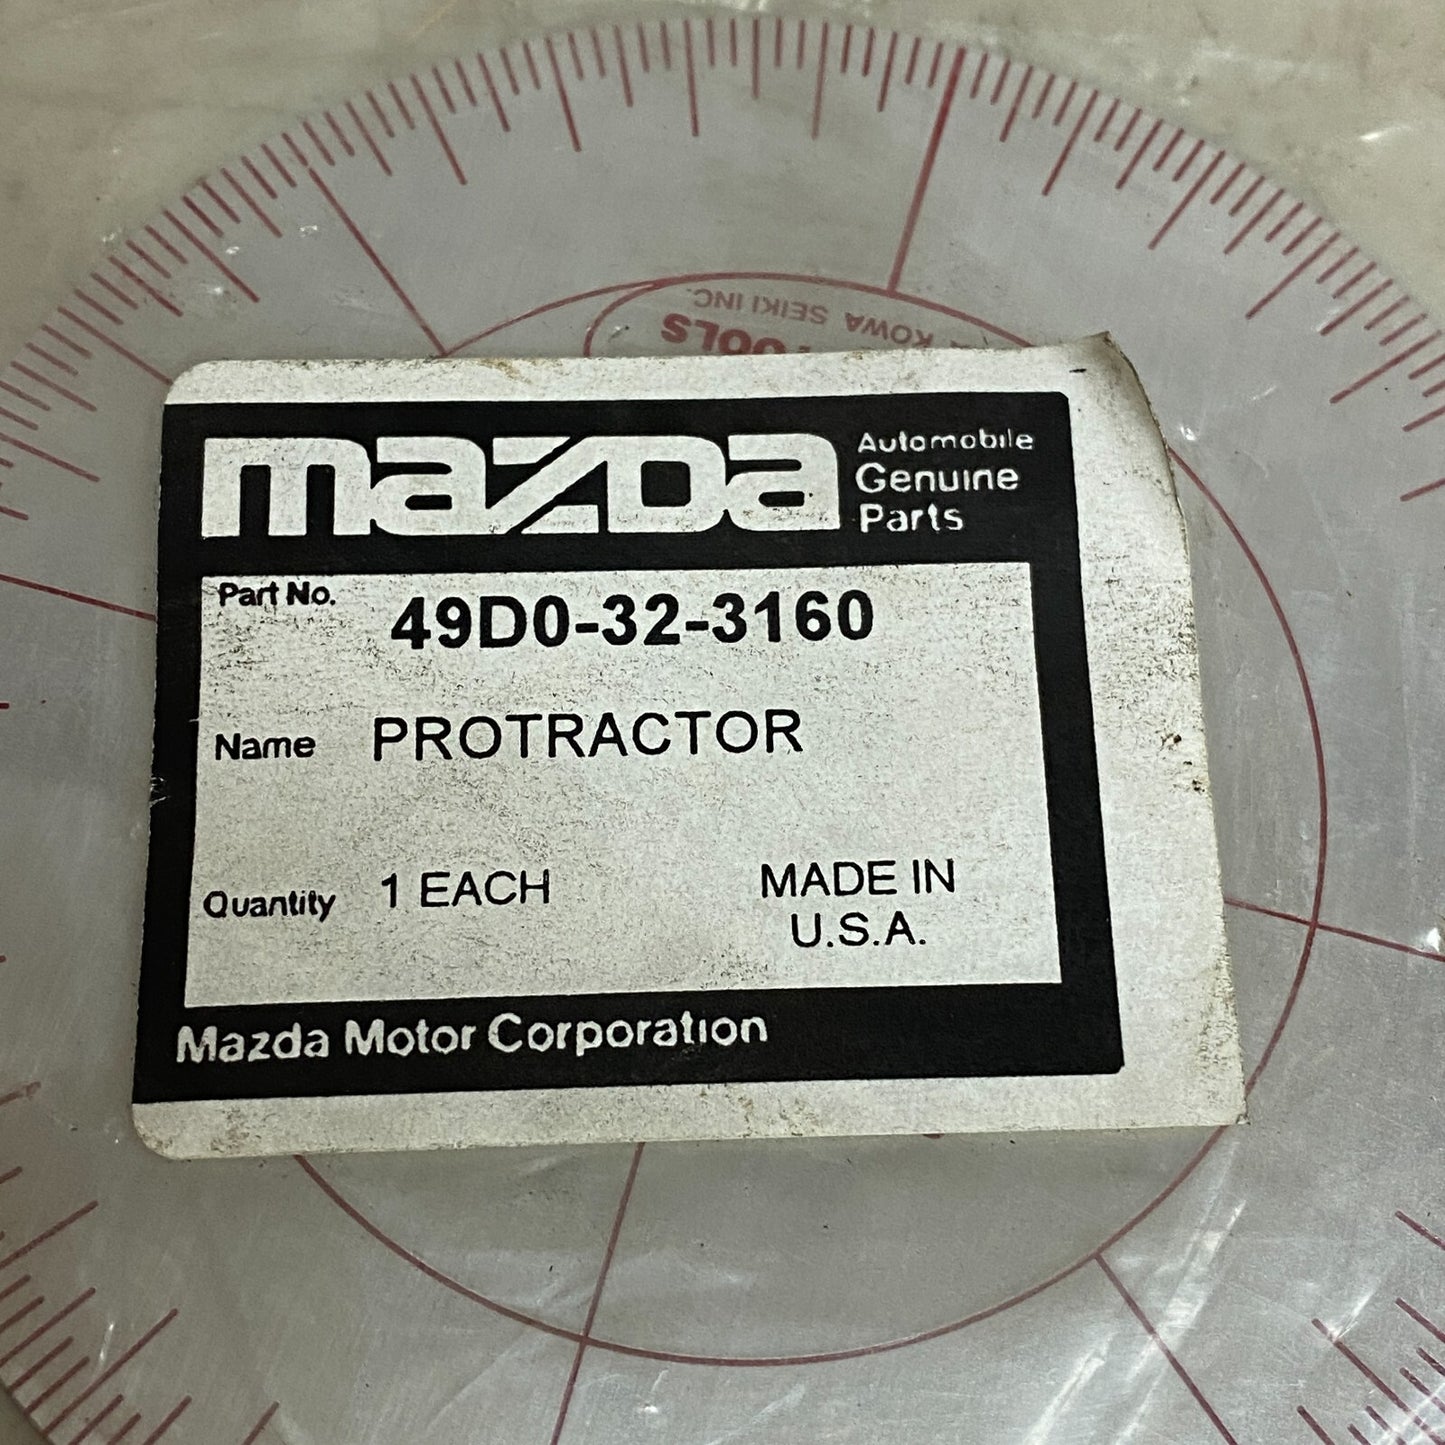 KOWA SEIKI INC.
mazda
Automobile
Genuine
Parts
Part No. 49D0-32-3160
Name PROTRACTOR
Quantity 1 EACH
MADE IN
U.S.A.
Mazda Motor Corporation